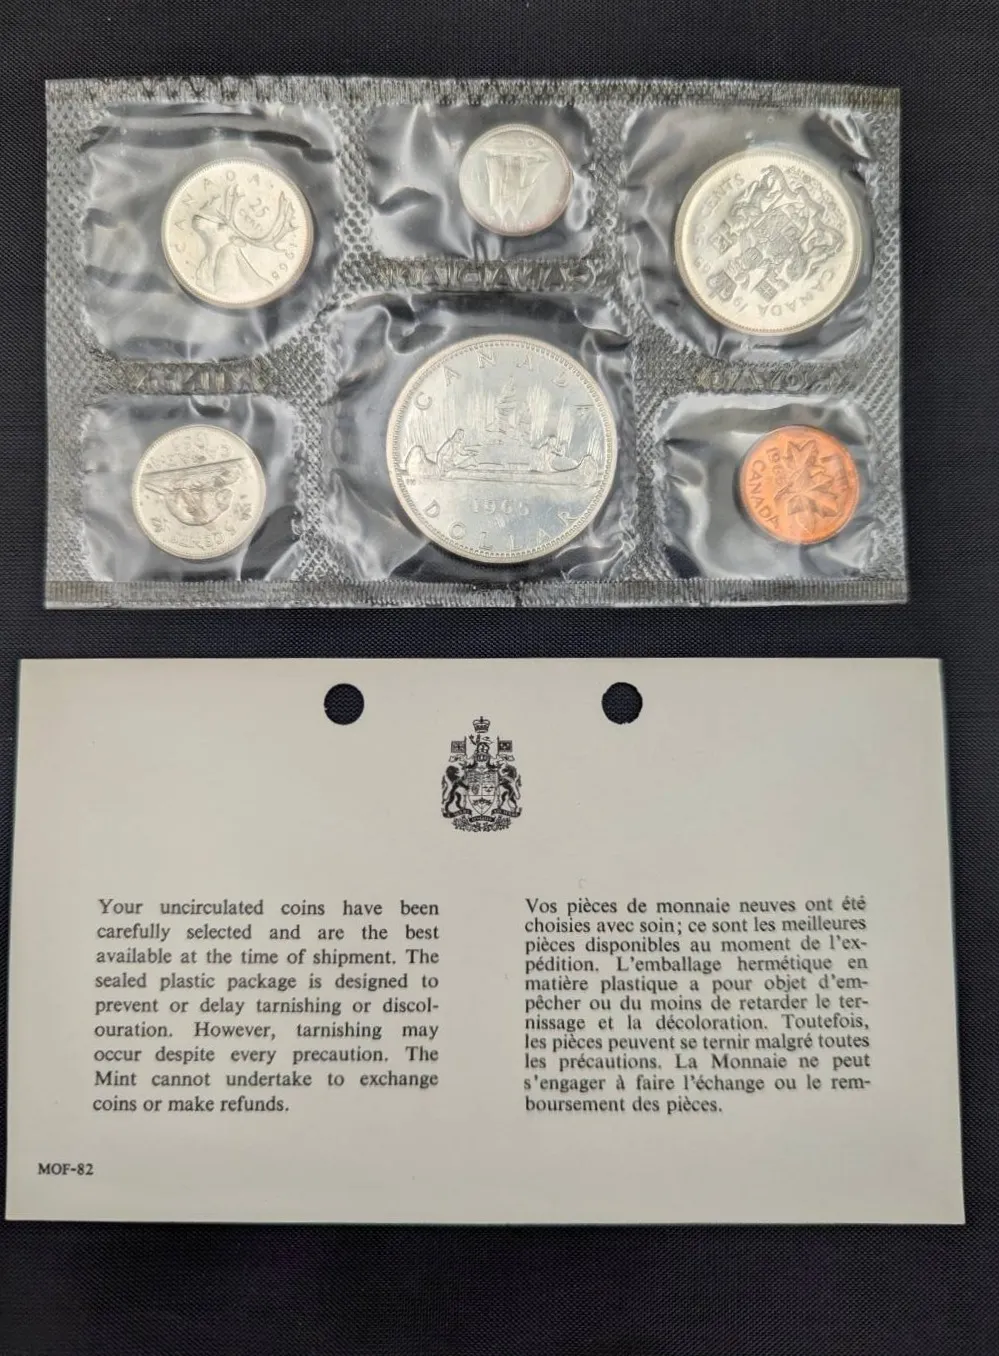 CANADA
25
CENTS
1965
CENTS
CANADA
CANADIAN
CANADA
1965
DOLLAR
CANADA
Your uncirculated coins have been
carefully selected and are the best
available at the time of shipment. The
sealed plastic package is designed to
prevent or delay tarnishing or discol-
ouration. However, tarnishing may
occur despite every precaution. The
Mint cannot undertake to exchange
coins or make refunds.
Vos pièces de monnaie neuves ont été
choisies avec soin; ce sont les meilleures
pièces disponibles au moment de l'ex-
pédition. L'emballage hermétique en
matière plastique a pour objet d'em-
pêcher ou du moins de retarder le ter-
nissage et la décoloration. Toutefois,
les pièces peuvent se ternir malgré toutes
les précautions. La Monnaie ne peut
s'engager à faire l'échange ou le rem-
boursement des pièces.
MOF-82